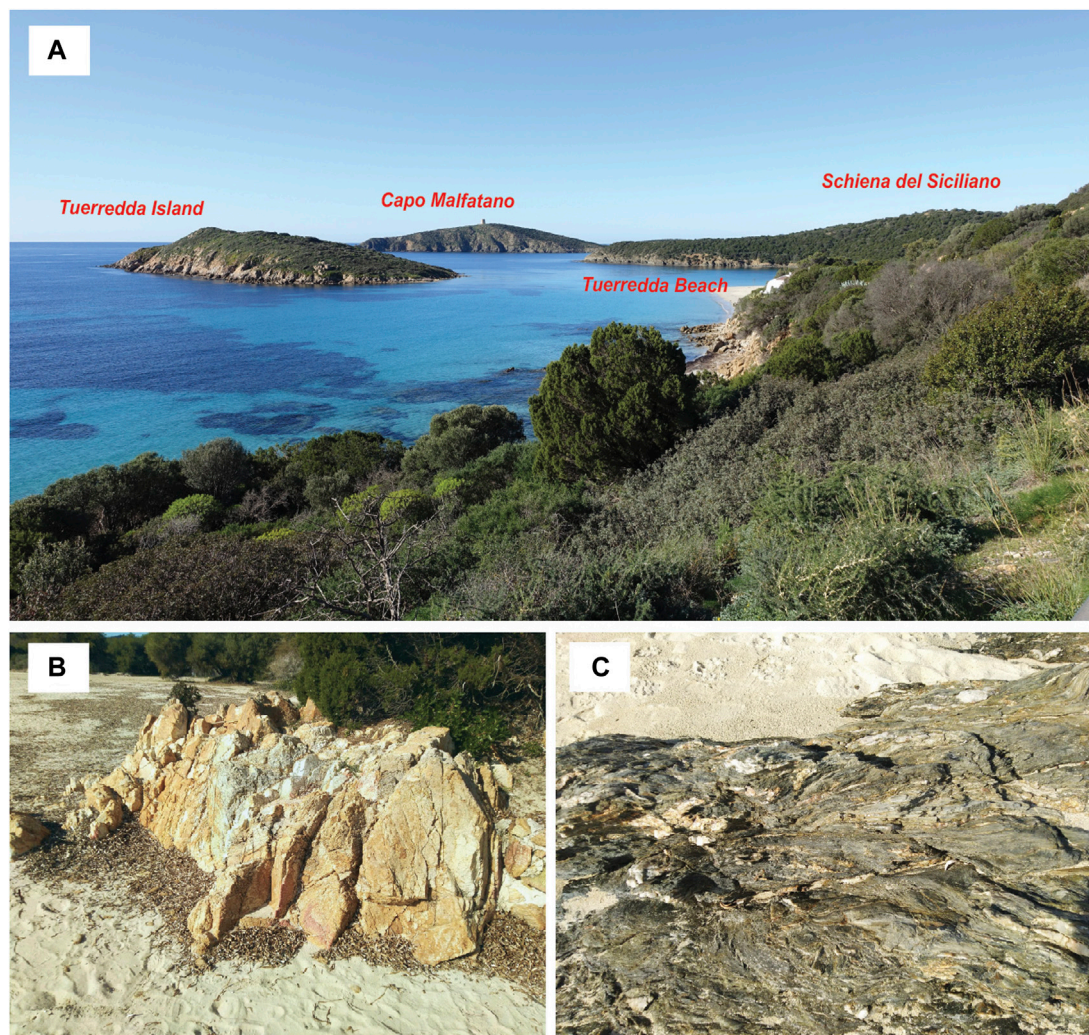 A
Schiena del Siciliano
Capo Malfatano
Tuerredda Island
Tuerredda Beach
B
C